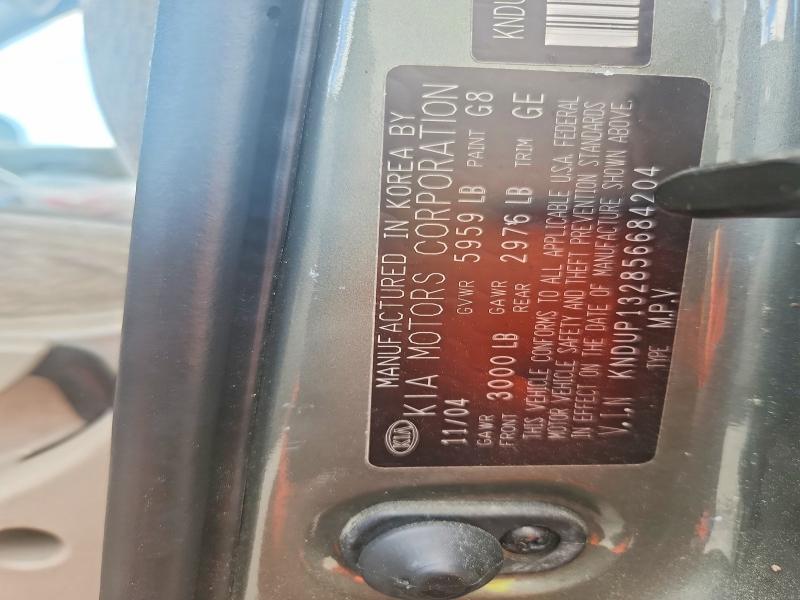 KNDU
KIA
MANUFACTURED IN KOREA BY
KIA MOTORS CORPORATION
11/04 GVWR 5959 LB PAINT G8
GAWR FRONT 3000 LB GAWR REAR 2976 LB TRIM GE
THIS VEHICLE CONFORMS TO ALL APPLICABLE U.S.A FEDERAL
MOTOR VEHICLE SAFETY AND THEFT PREVENTION STANDARDS
IN EFFECT ON THE DATE OF MANUFACTURE SHOWN ABOVE.
V.I.N KNDUP132856684204
TYPE M.P.V